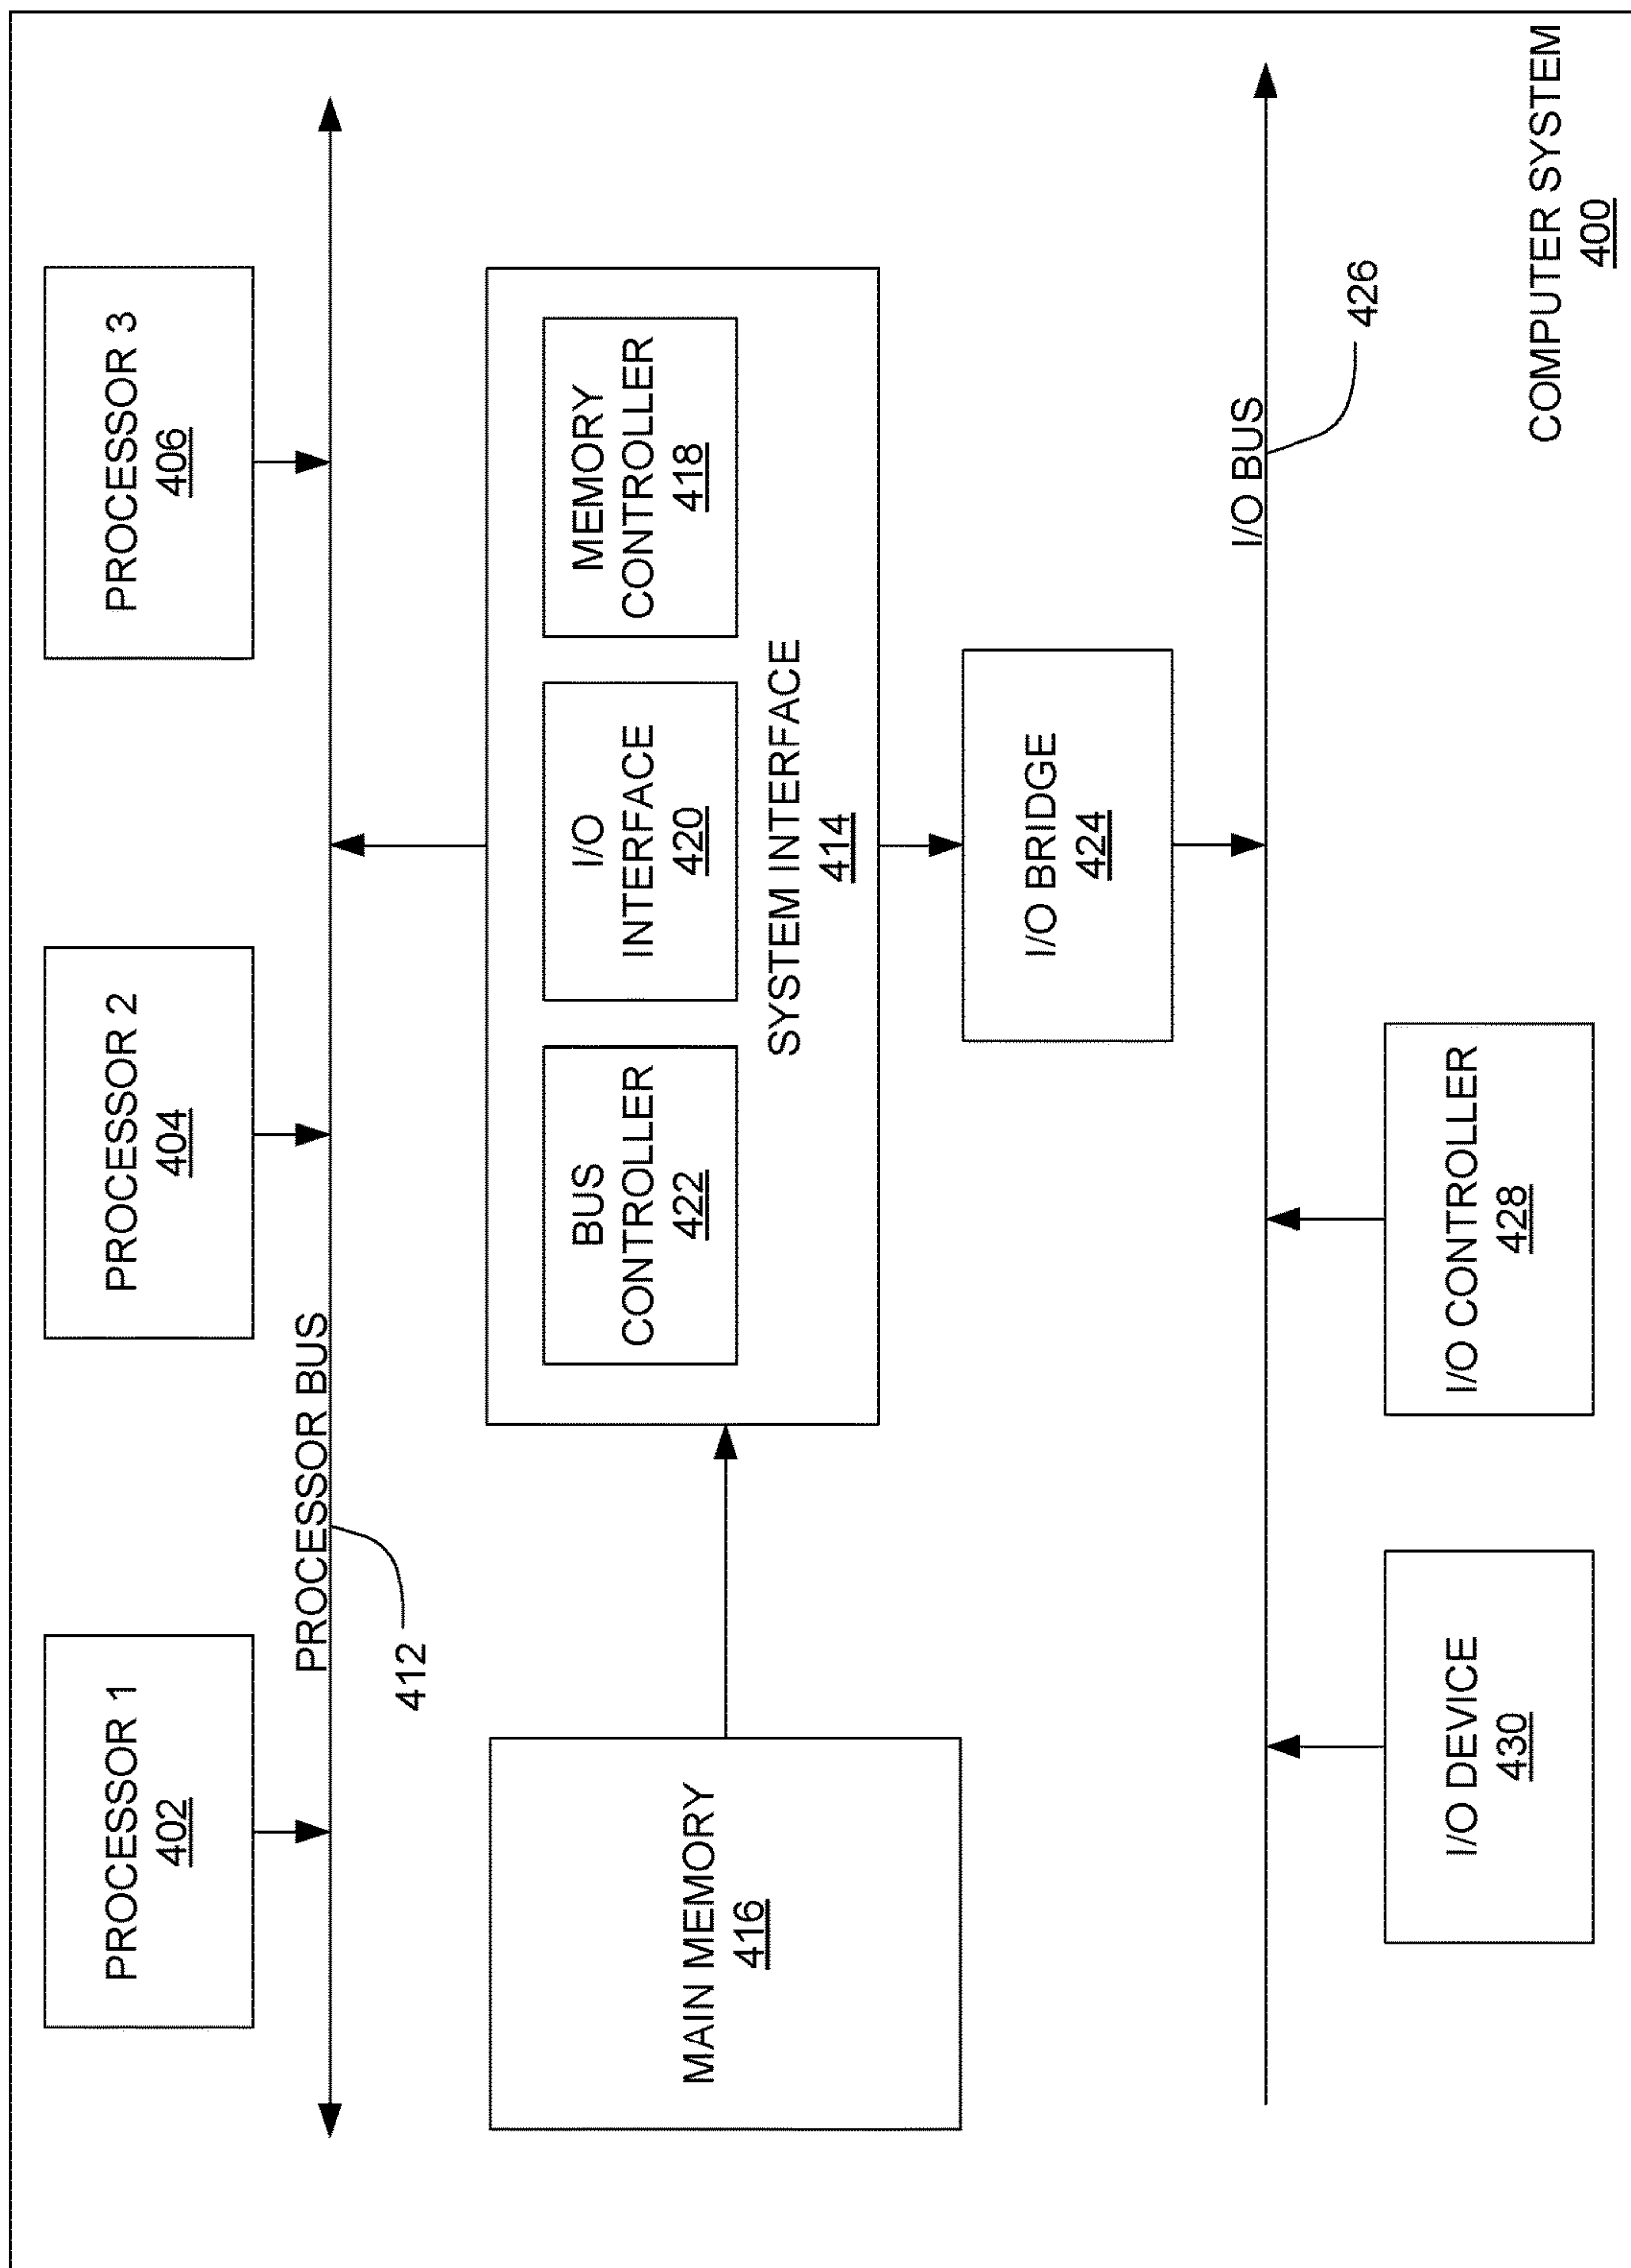 PROCESSOR 1
402
PROCESSOR 2
404
PROCESSOR 3
406
PROCESSOR BUS
412
MAIN MEMORY
416
BUS
CONTROLLER
422
I/O
INTERFACE
420
MEMORY
CONTROLLER
418
SYSTEM INTERFACE
414
I/O BRIDGE
424
I/O BUS
426
I/O DEVICE
430
I/O CONTROLLER
428
COMPUTER SYSTEM
400